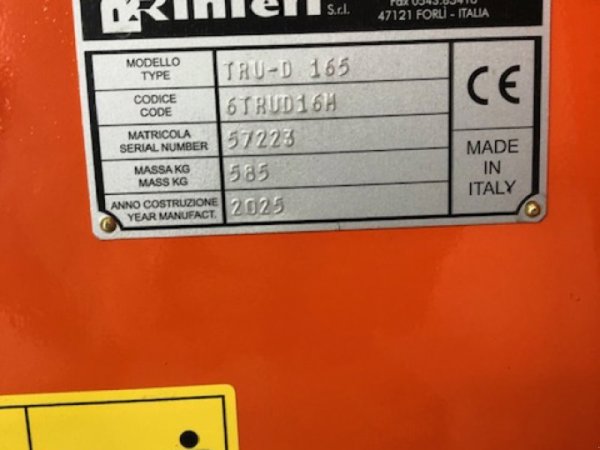 Rinieri S.r.l.
47121 FORLÌ - ITALIA
MODELLO
TYPE
TRU-D 165
CODICE
CODE
6TRUD16M
MATRICOLA
SERIAL NUMBER
57223
MASSA KG
MASS KG
585
ANNO COSTRUZIONE
YEAR MANUFACT.
2025
CE
MADE
IN
ITALY